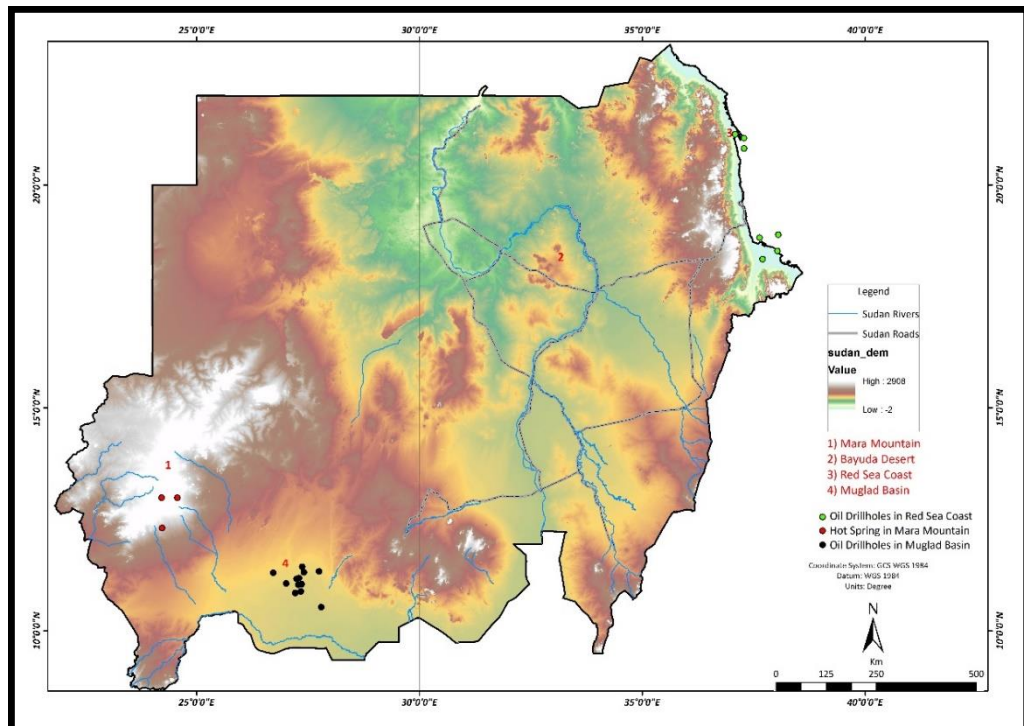 25°0'0"E 30°0'0"E 35°0'0"E 40°0'0"E
20°0'0"N 20°0'0"N
15°0'0"N 15°0'0"N
10°0'0"N 10°0'0"N
3
2
1
4
Legend
Sudan Rivers
Sudan Roads
sudan_dem
Value
High : 2908
Low : -2
1) Mara Mountain
2) Bayuda Desert
3) Red Sea Coast
4) Muglad Basin
Oil Drillholes in Red Sea Coast
Hot Spring in Mara Mountain
Oil Drillholes in Muglad Basin
Coordinate System: GCS WGS 1984
Datum: WGS 1984
Units: Degree
N
Km
0 125 250 500
25°0'0"E 30°0'0"E 35°0'0"E 40°0'0"E